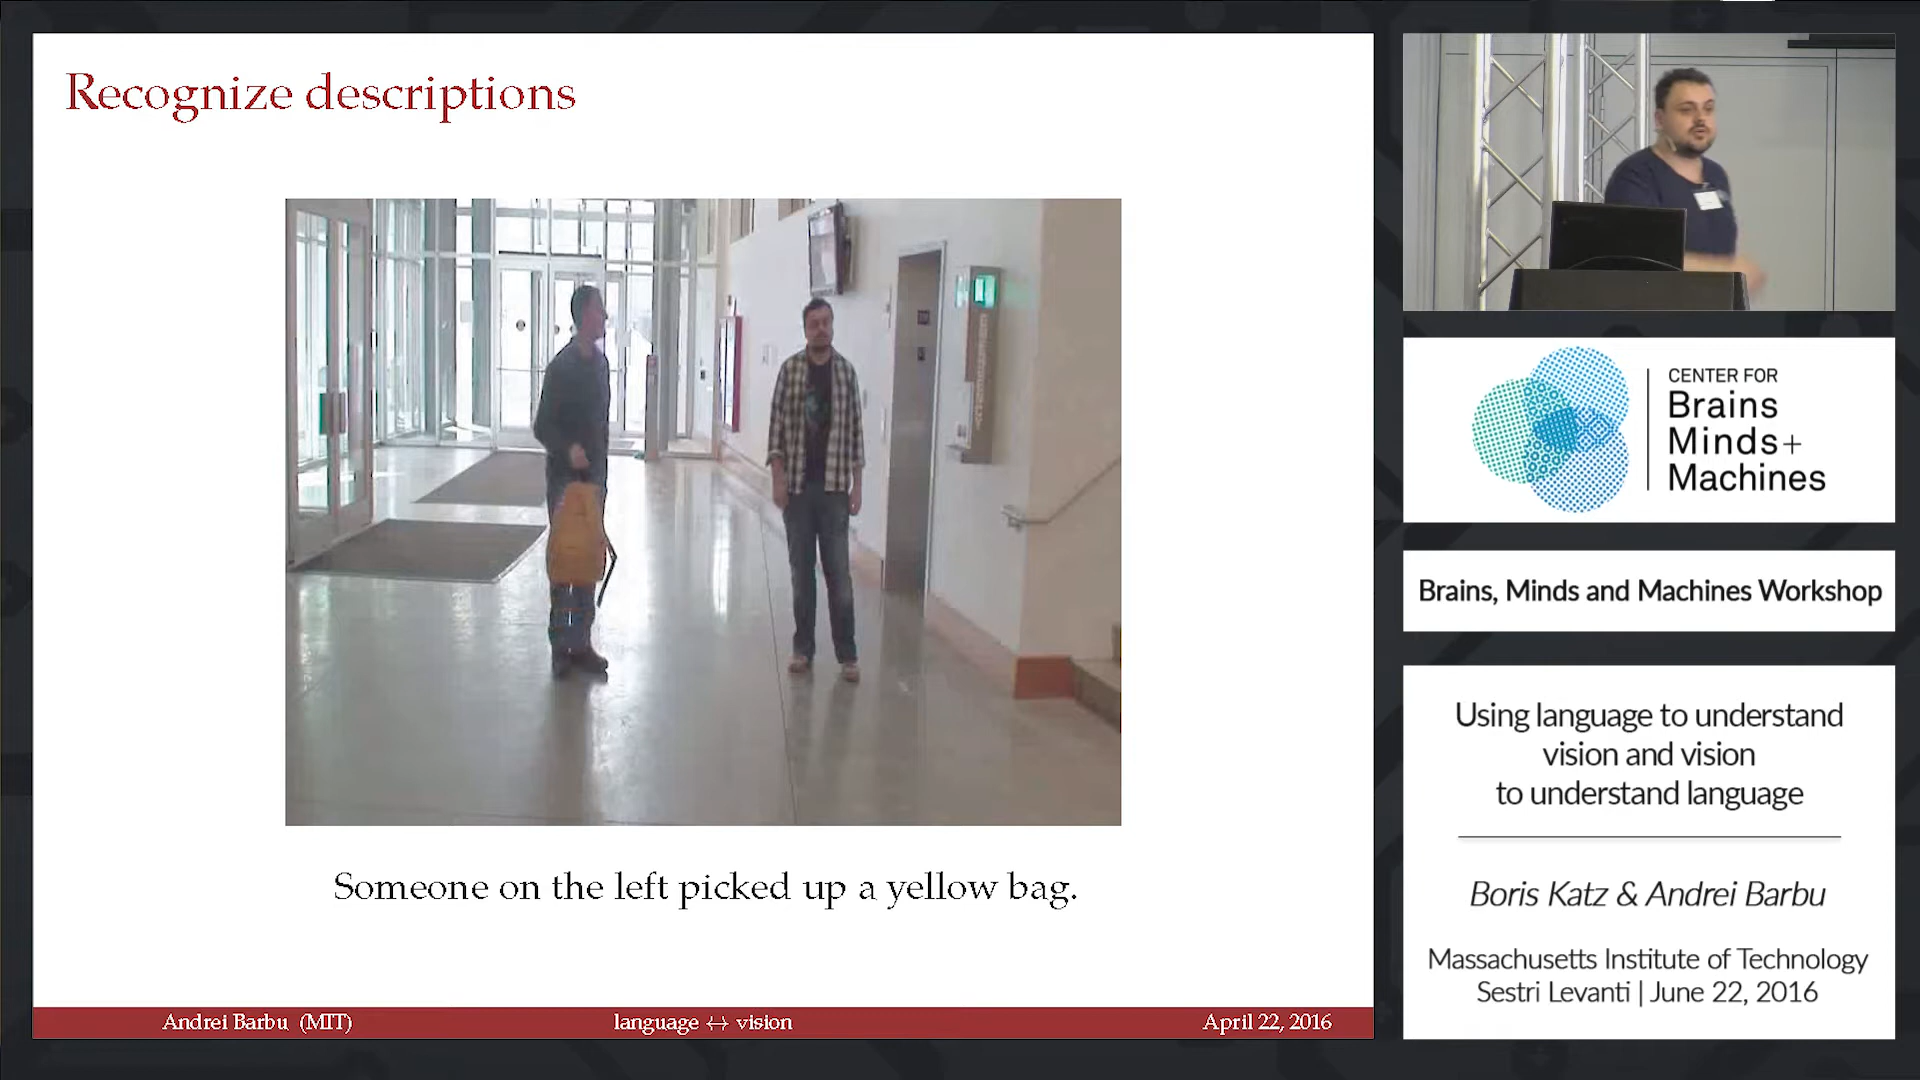 Recognize descriptions
Someone on the left picked up a yellow bag.
Andrei Barbu (MIT)
language ↔ vision
April 22, 2016
CENTER FOR
Brains
Minds+
Machines
Brains, Minds and Machines Workshop
Using language to understand
vision and vision
to understand language
Boris Katz & Andrei Barbu
Massachusetts Institute of Technology
Sestri Levanti | June 22, 2016